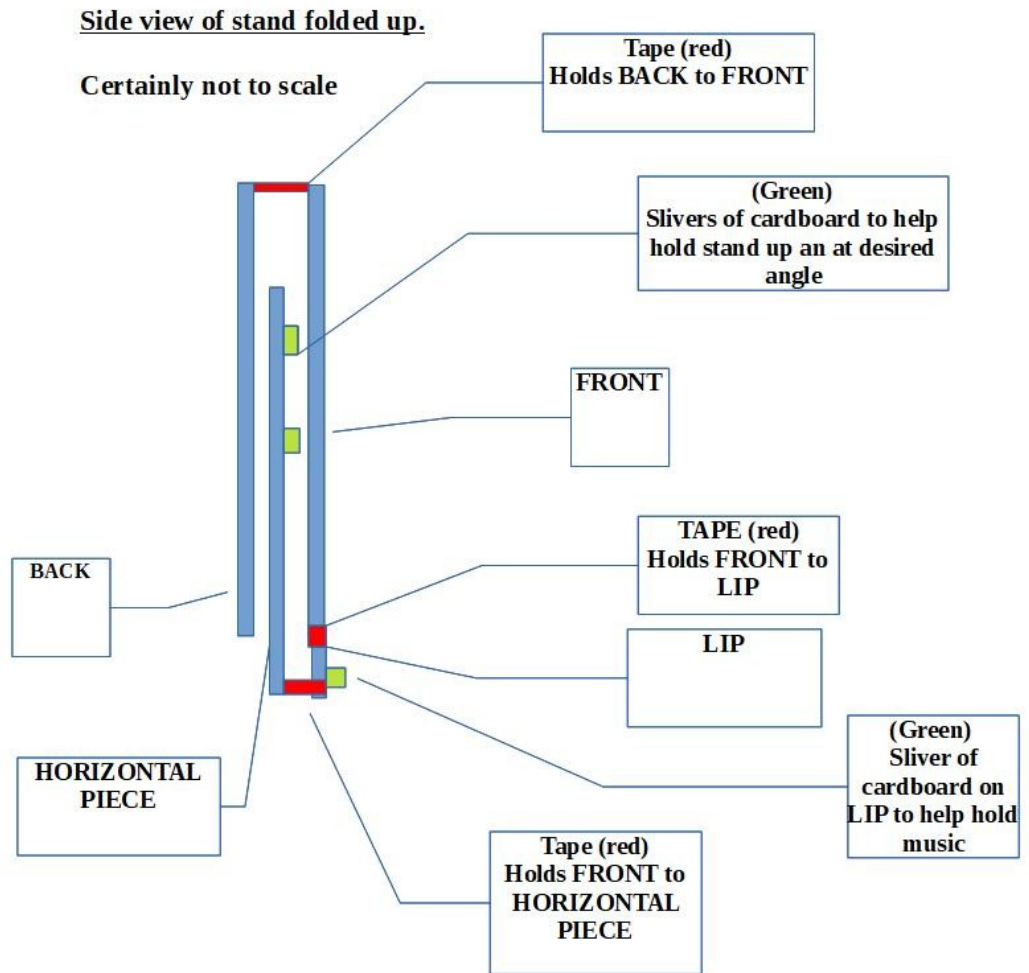 Side view of stand folded up.
Certainly not to scale
Tape (red)
Holds BACK to FRONT
(Green)
Slivers of cardboard to help
hold stand up an at desired
angle
FRONT
TAPE (red)
Holds FRONT to
LIP
BACK
LIP
(Green)
Sliver of
cardboard on
LIP to help hold
music
HORIZONTAL
PIECE
Tape (red)
Holds FRONT to
HORIZONTAL
PIECE